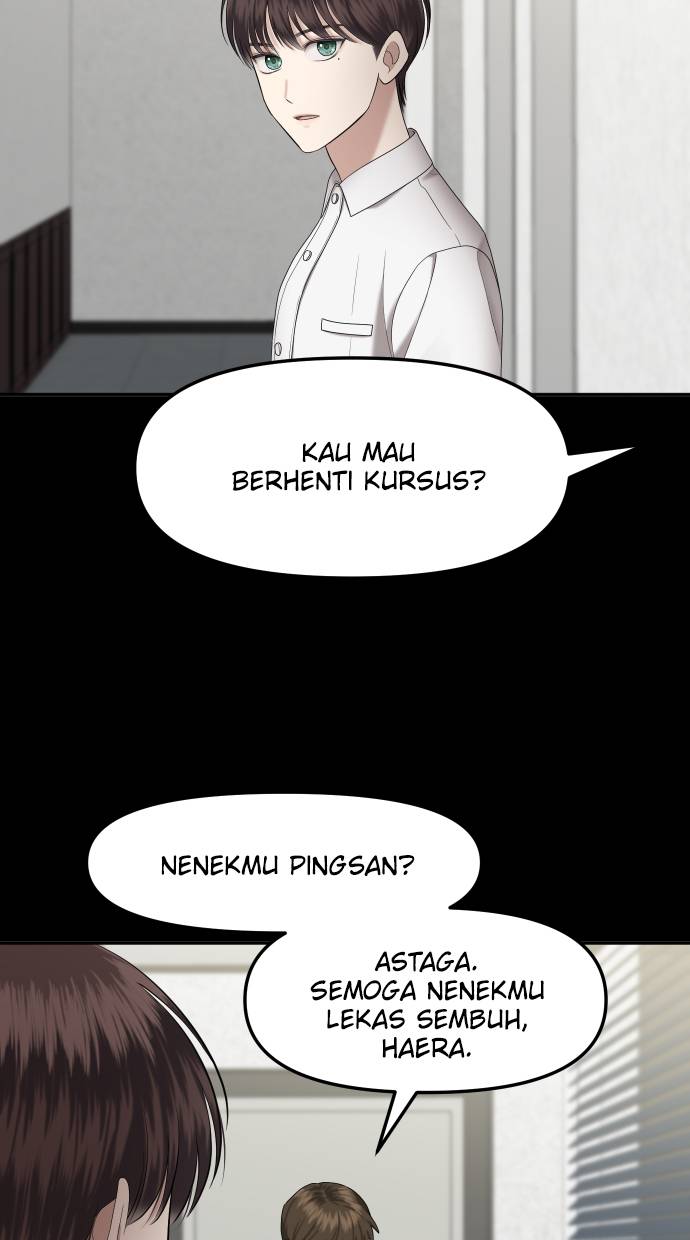 KAU MAU
BERHENTI KURSUS?
NENEKMU PINGSAN?
ASTAGA.
SEMOGA NENEKMU
LEKAS SEMBUH,
HAERA.